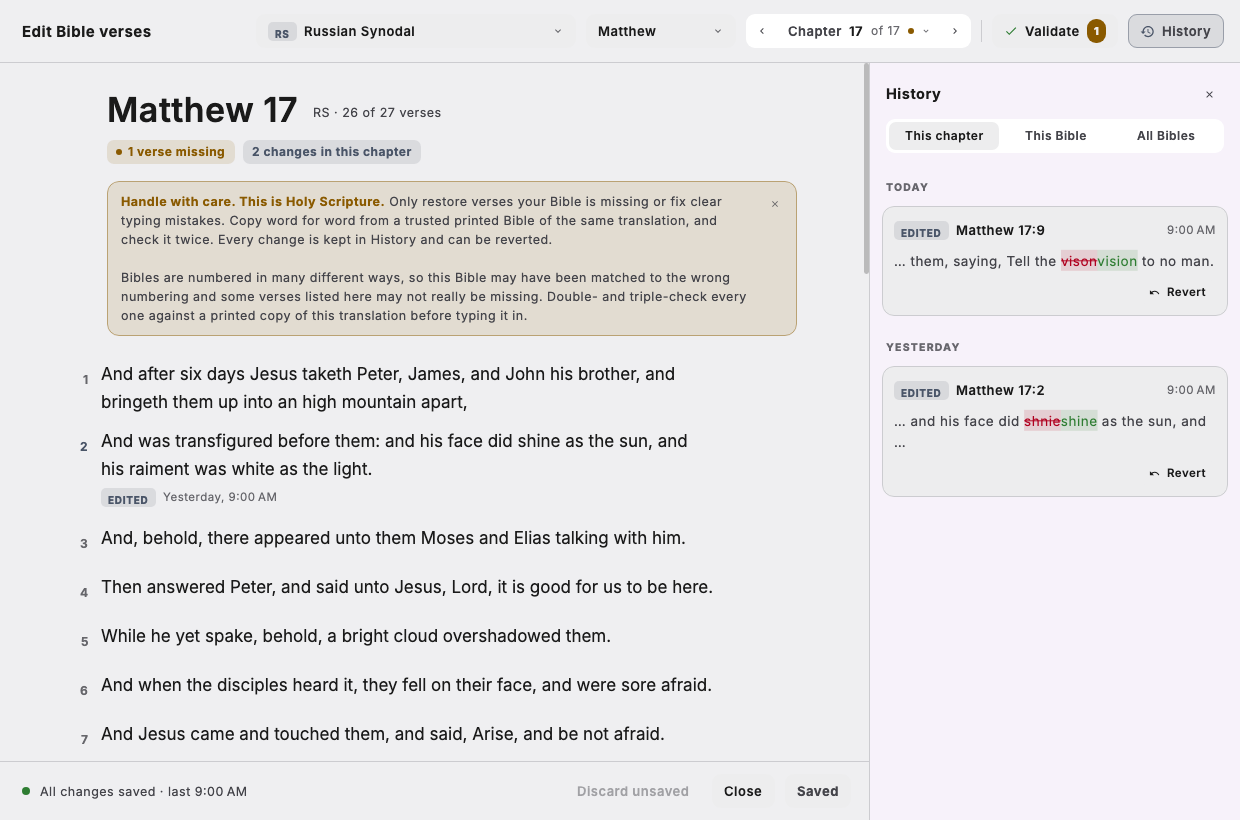 Edit Bible verses
RS Russian Synodal
Matthew
Chapter 17 of 17
Validate 1
History
Matthew 17 RS · 26 of 27 verses
1 verse missing
2 changes in this chapter
Handle with care. This is Holy Scripture. Only restore verses your Bible is missing or fix clear
typing mistakes. Copy word for word from a trusted printed Bible of the same translation, and
check it twice. Every change is kept in History and can be reverted.
Bibles are numbered in many different ways, so this Bible may have been matched to the wrong
numbering and some verses listed here may not really be missing. Double- and triple-check every
one against a printed copy of this translation before typing it in.
1 And after six days Jesus taketh Peter, James, and John his brother, and
bringeth them up into an high mountain apart,
2 And was transfigured before them: and his face did shine as the sun, and
his raiment was white as the light.
EDITED Yesterday, 9:00 AM
3 And, behold, there appeared unto them Moses and Elias talking with him.
4 Then answered Peter, and said unto Jesus, Lord, it is good for us to be here.
5 While he yet spake, behold, a bright cloud overshadowed them.
6 And when the disciples heard it, they fell on their face, and were sore afraid.
7 And Jesus came and touched them, and said, Arise, and be not afraid.
All changes saved · last 9:00 AM
Discard unsaved
Close
Saved
History
This chapter
This Bible
All Bibles
TODAY
EDITED Matthew 17:9 9:00 AM
... them, saying, Tell the visonvision to no man.
Revert
YESTERDAY
EDITED Matthew 17:2 9:00 AM
... and his face did shnieshine as the sun, and
...
Revert